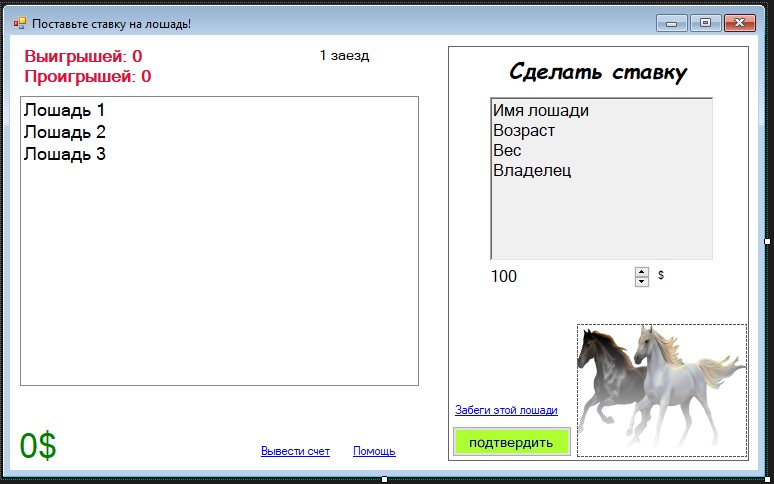 Поставьте ставку на лошадь!
Выигрышей: 0
Проигрышей: 0
1 заезд
Лошадь 1
Лошадь 2
Лошадь 3
0$
Вывести счет
Помощь
Сделать ставку
Имя лошади
Возраст
Вес
Владелец
100
$
Забеги этой лошади
подтвердить